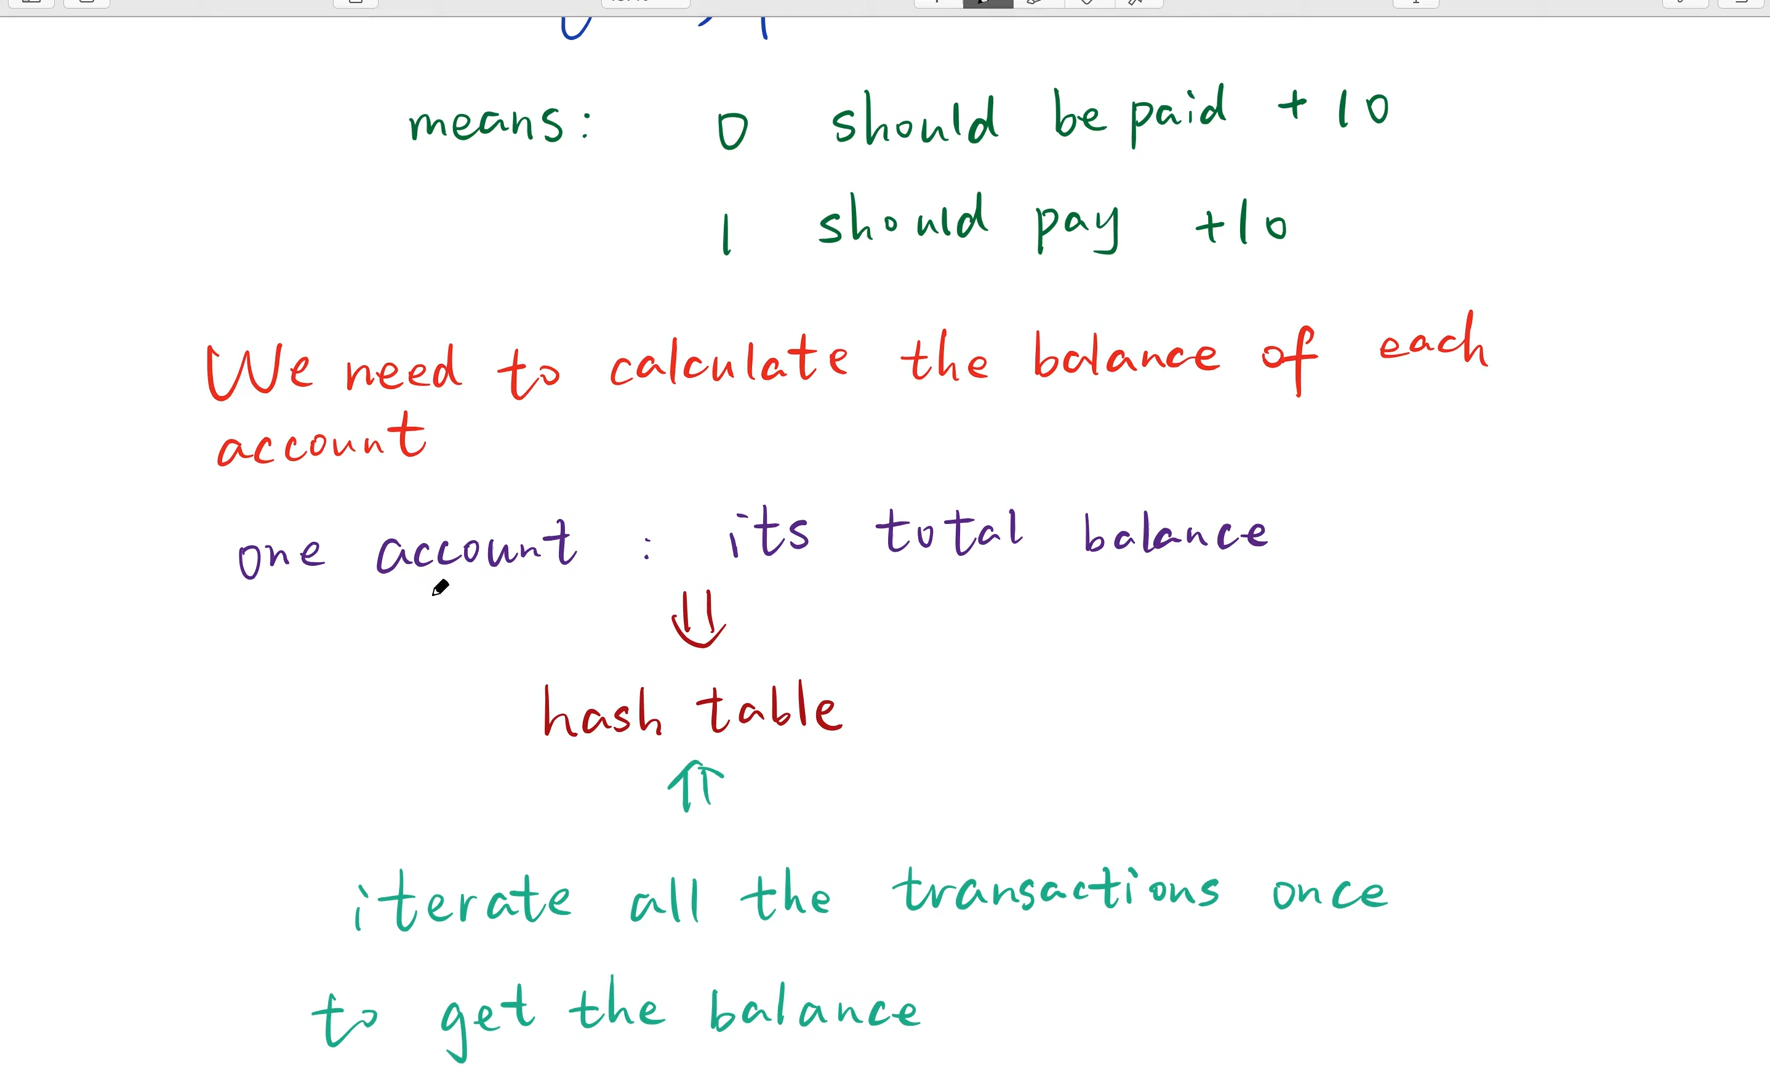 means: 0 should be paid +10
1 should pay +10
We need to calculate the balance of each
account
one account : its total balance
hash table
iterate all the transactions once
to get the balance